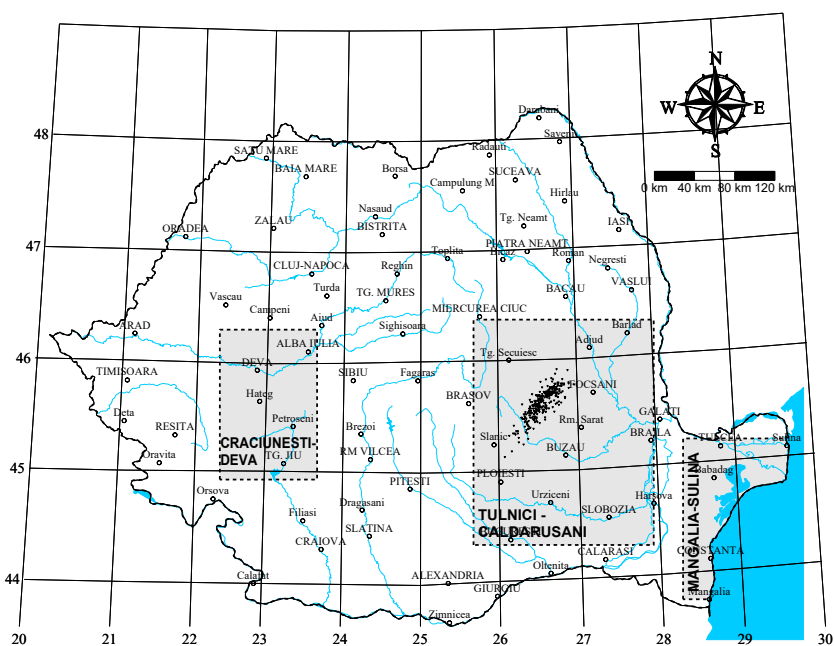 N
W E
S
0 km 40 km 80 km 120 km
48
47
46
45
44
20 21 22 23 24 25 26 27 28 29 30
Darabani
Saveni
Radauti
SATU MARE
BAIA MARE
Borsa
SUCEAVA
Campulung M
Hirlau
Nasaud
ZALAU
BISTRITA
Tg. Neamt
IASI
ORADEA
PIATRA NEAMT
Toplita
Bicaz
Roman
Negresti
CLUJ-NAPOCA
Reghin
VASLUI
Turda
TG. MURES
BACAU
Vascau
Campeni
MIERCUREA CIUC
Aiud
Sighisoara
Barlad
ARAD
ALBA IULIA
Adjud
Tg. Secuiesc
DEVA
TIMISOARA
SIBIU
Fagaras
FOCSANI
Hateg
BRASOV
Deta
Petroseni
GALATI
RESITA
Brezoi
Rm. Sarat
BRAILA
Slanic
TULCEA
Sulina
CRACIUNESTI-
DEVA
Oravita
TG. JIU
RM VILCEA
BUZAU
PLOIESTI
Babadag
PITESTI
Orsova
Urziceni
Harsova
Dragasani
Filiasi
SLOBOZIA
TULNICI -
CALDARUSANI
SLATINA
CRAIOVA
CALARASI
CONSTANTA
MANGALIA-SULINA
Oltenita
Calafat
ALEXANDRIA
GIURGIU
Mangalia
Zimnicea